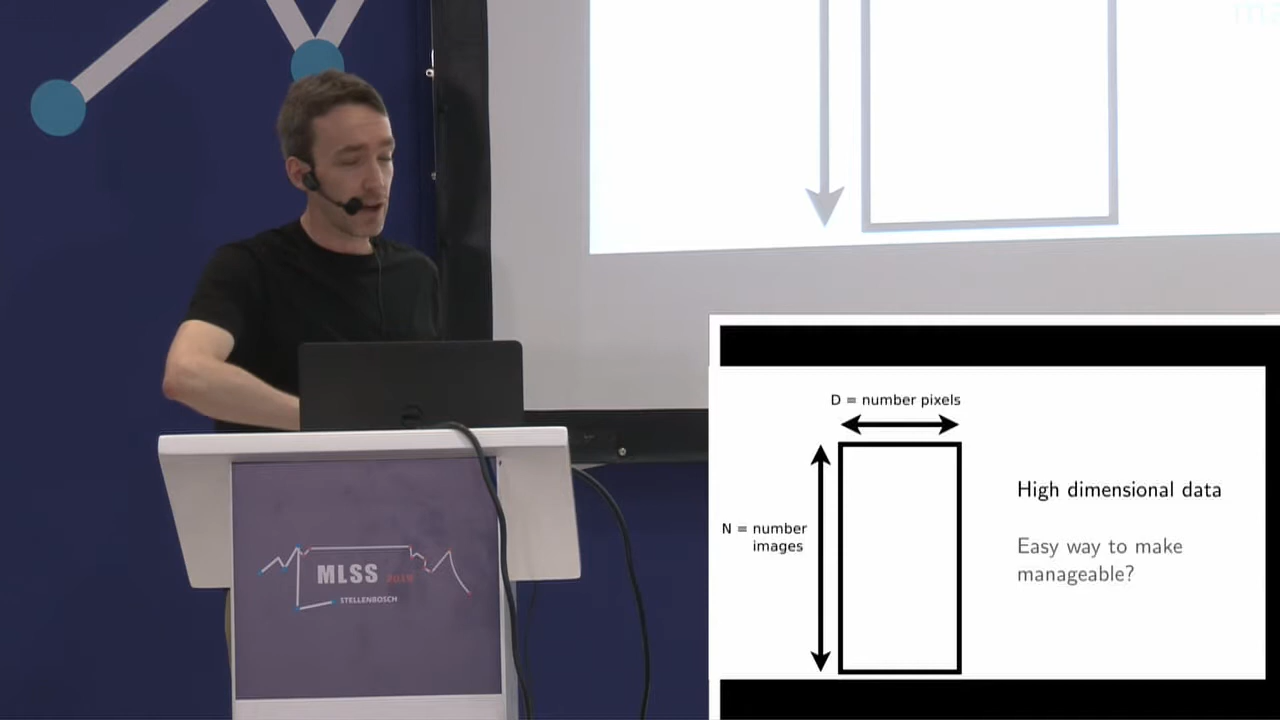 MLSS 2019
STELLENBOSCH
D = number pixels
N = number
images
High dimensional data
Easy way to make
manageable?